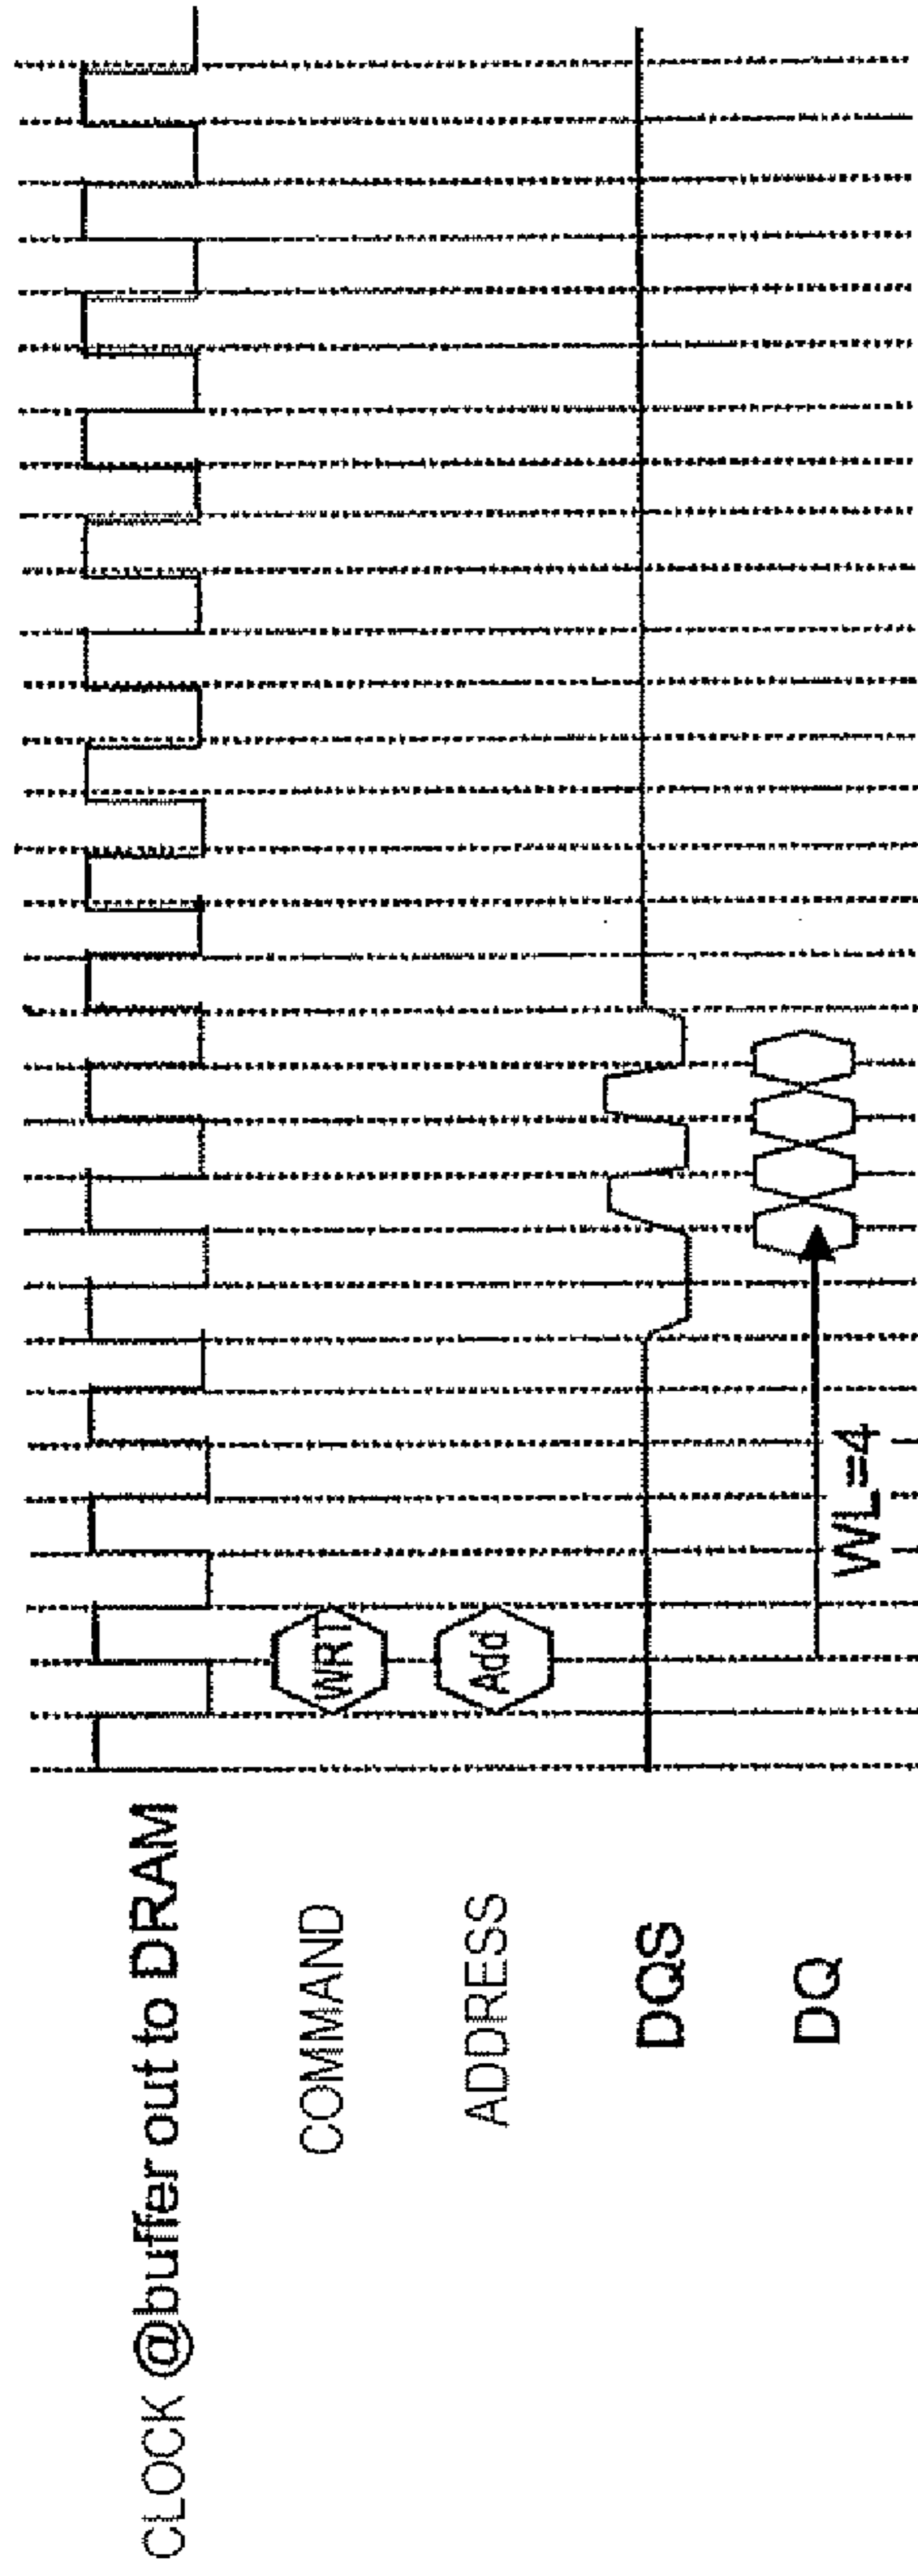 CLOCK @buffer out to DRAM
COMMAND
WRT
ADDRESS
Add
DQS
DQ
WL=4